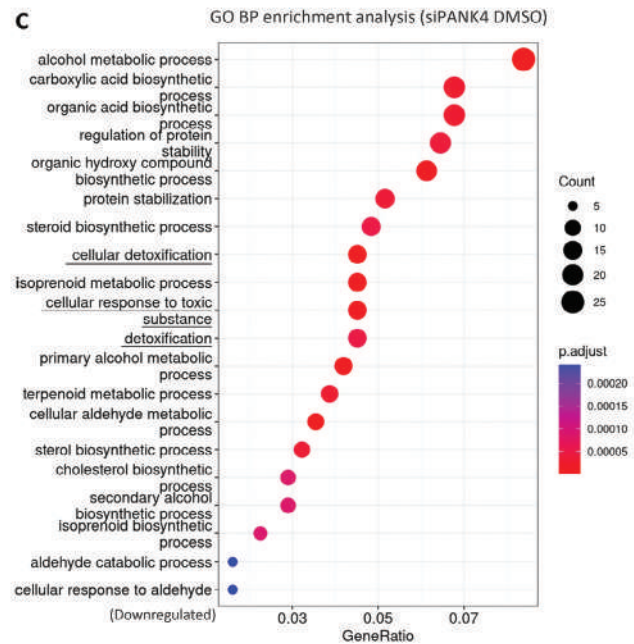 C
GO BP enrichment analysis (siPANK4 DMSO)
alcohol metabolic process
carboxylic acid biosynthetic
process
organic acid biosynthetic
process
regulation of protein
stability
organic hydroxy compound
biosynthetic process
protein stabilization
steroid biosynthetic process
cellular detoxification
isoprenoid metabolic process
cellular response to toxic
substance
detoxification
primary alcohol metabolic
process
terpenoid metabolic process
cellular aldehyde metabolic
process
sterol biosynthetic process
cholesterol biosynthetic
process
secondary alcohol
biosynthetic process
isoprenoid biosynthetic
process
aldehyde catabolic process
cellular response to aldehyde
(Downregulated)
0.03 0.05 0.07
GeneRatio
Count
5
10
15
20
25
p.adjust
0.00020
0.00015
0.00010
0.00005